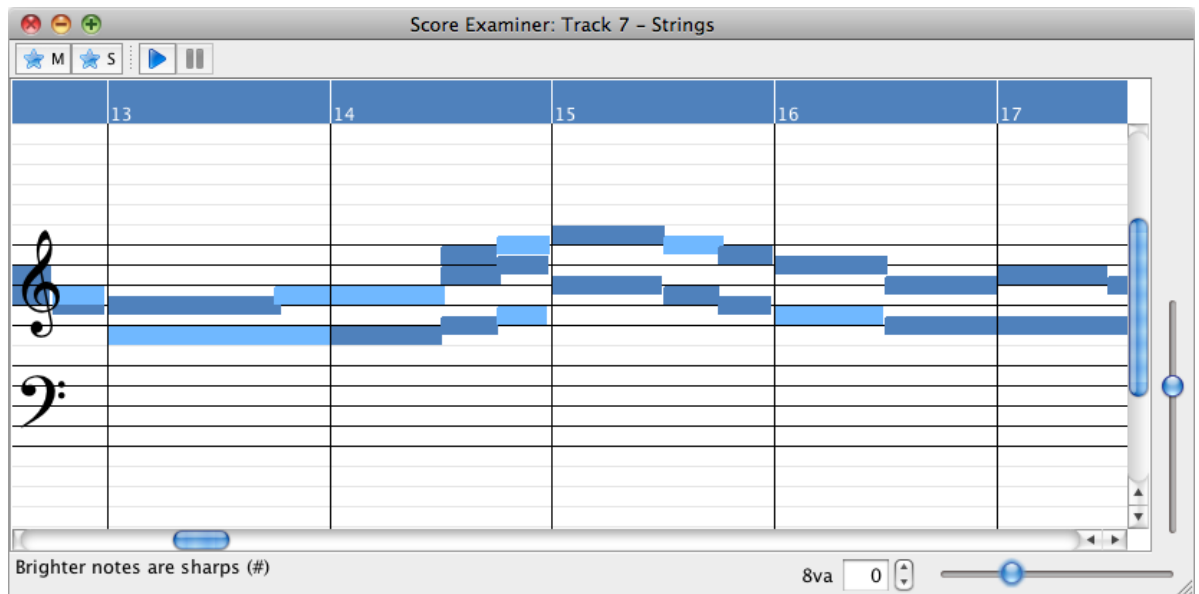 Score Examiner: Track 7 – Strings
M S
13 14 15 16 17
Brighter notes are sharps (#)
8va 0